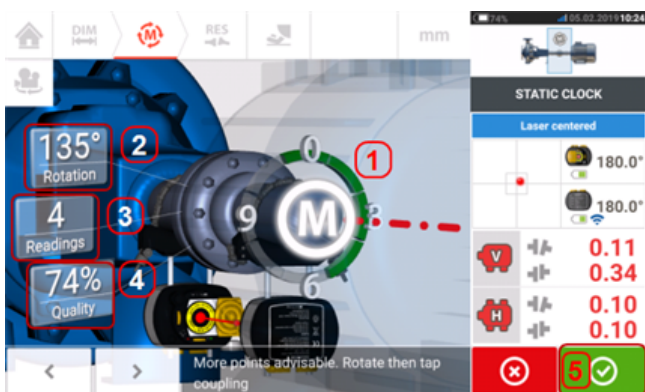 DIM
M
RES
mm
74%
05.02.2019 10:24
STATIC CLOCK
Laser centered
180.0°
180.0°
V
0.11
0.34
H
0.10
0.10
135°
Rotation
2
4
Readings
3
74%
Quality
4
0
3
6
9
M
1
More points advisable. Rotate then tap
coupling
5